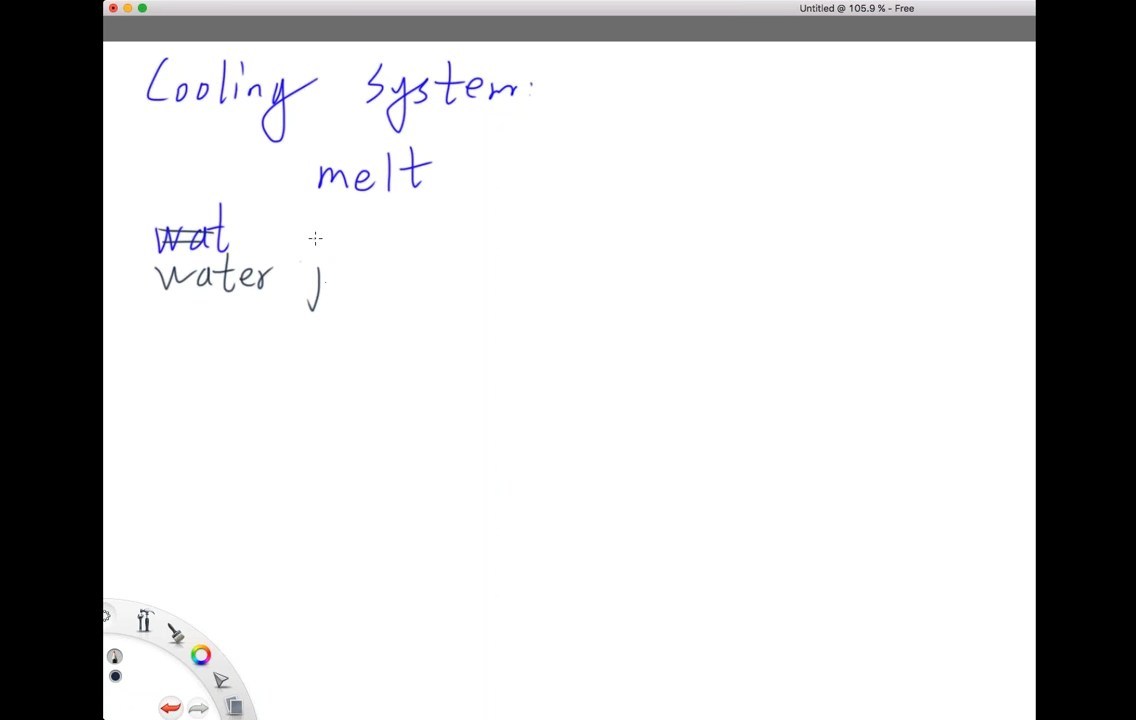 Untitled @ 105.9 % - Free
Cooling system:
melt
wat
water j